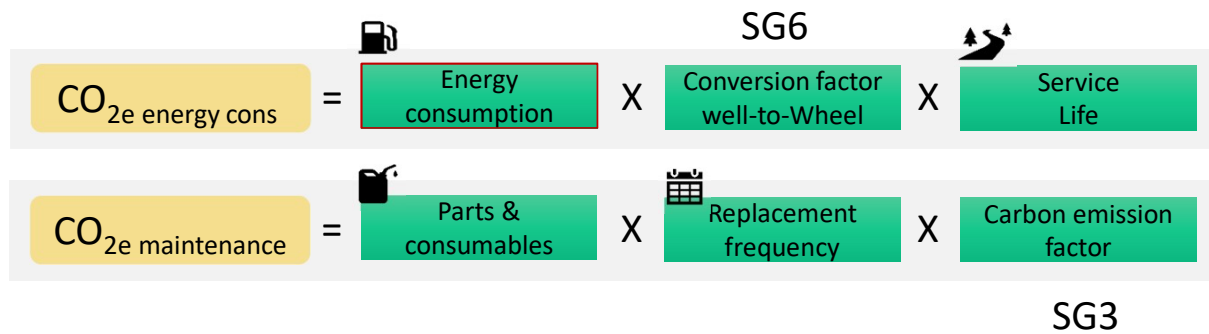 SG6
CO2e energy cons = Energy consumption X Conversion factor well-to-Wheel X Service Life
CO2e maintenance = Parts & consumables X Replacement frequency X Carbon emission factor
SG3